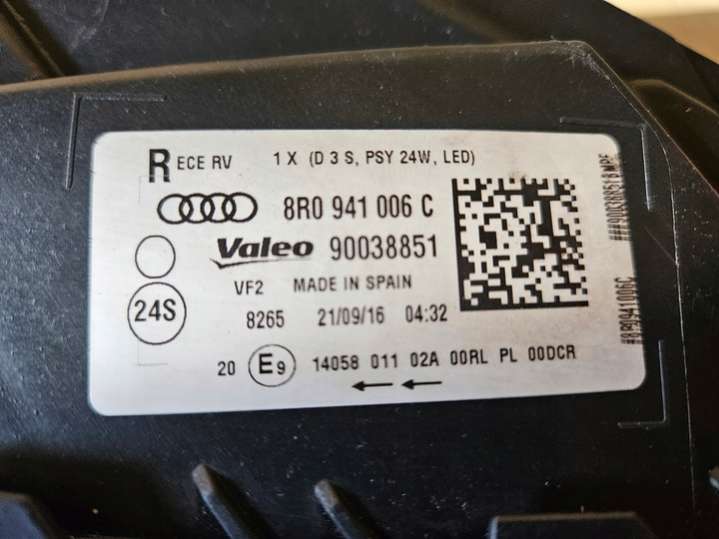 R ECE RV 1 X (D 3 S, PSY 24W, LED)
8R0 941 006 C
Valeo 90038851
VF2 MADE IN SPAIN
24S
8265 21/09/16 04:32
20 E9 14058 011 02A 00RL PL 00DCR
#8R0941006C